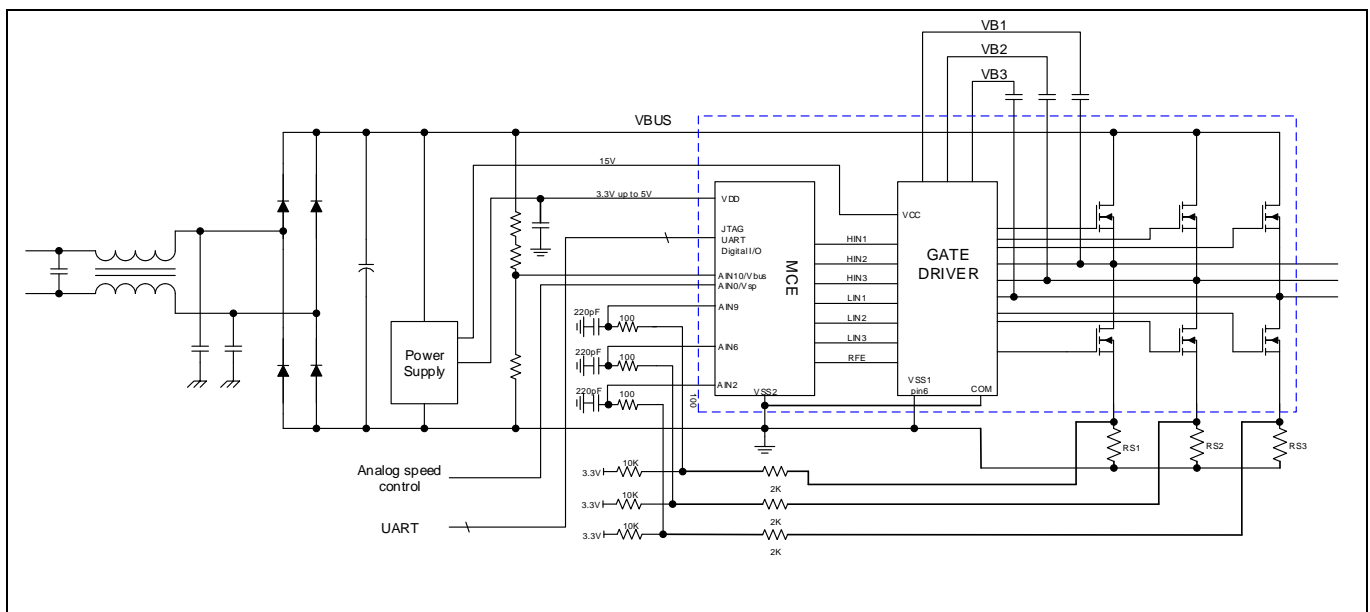 VB1
VB2
VB3
VBUS
15V
3.3V up to 5V
VDD
VCC
JTAG
UART
Digital I/O
MCE
HIN1
HIN2
HIN3
LIN1
LIN2
LIN3
RFE
GATE
DRIVER
AIN10/Vbus
AIN0/Vsp
AIN9
220pF
100
AIN6
220pF
100
AIN2
220pF
100
100
VSS2
VSS1
pin6
COM
Power
Supply
RS1
RS2
RS3
Analog speed
control
UART
3.3V
10K
2K
3.3V
10K
2K
3.3V
10K
2K